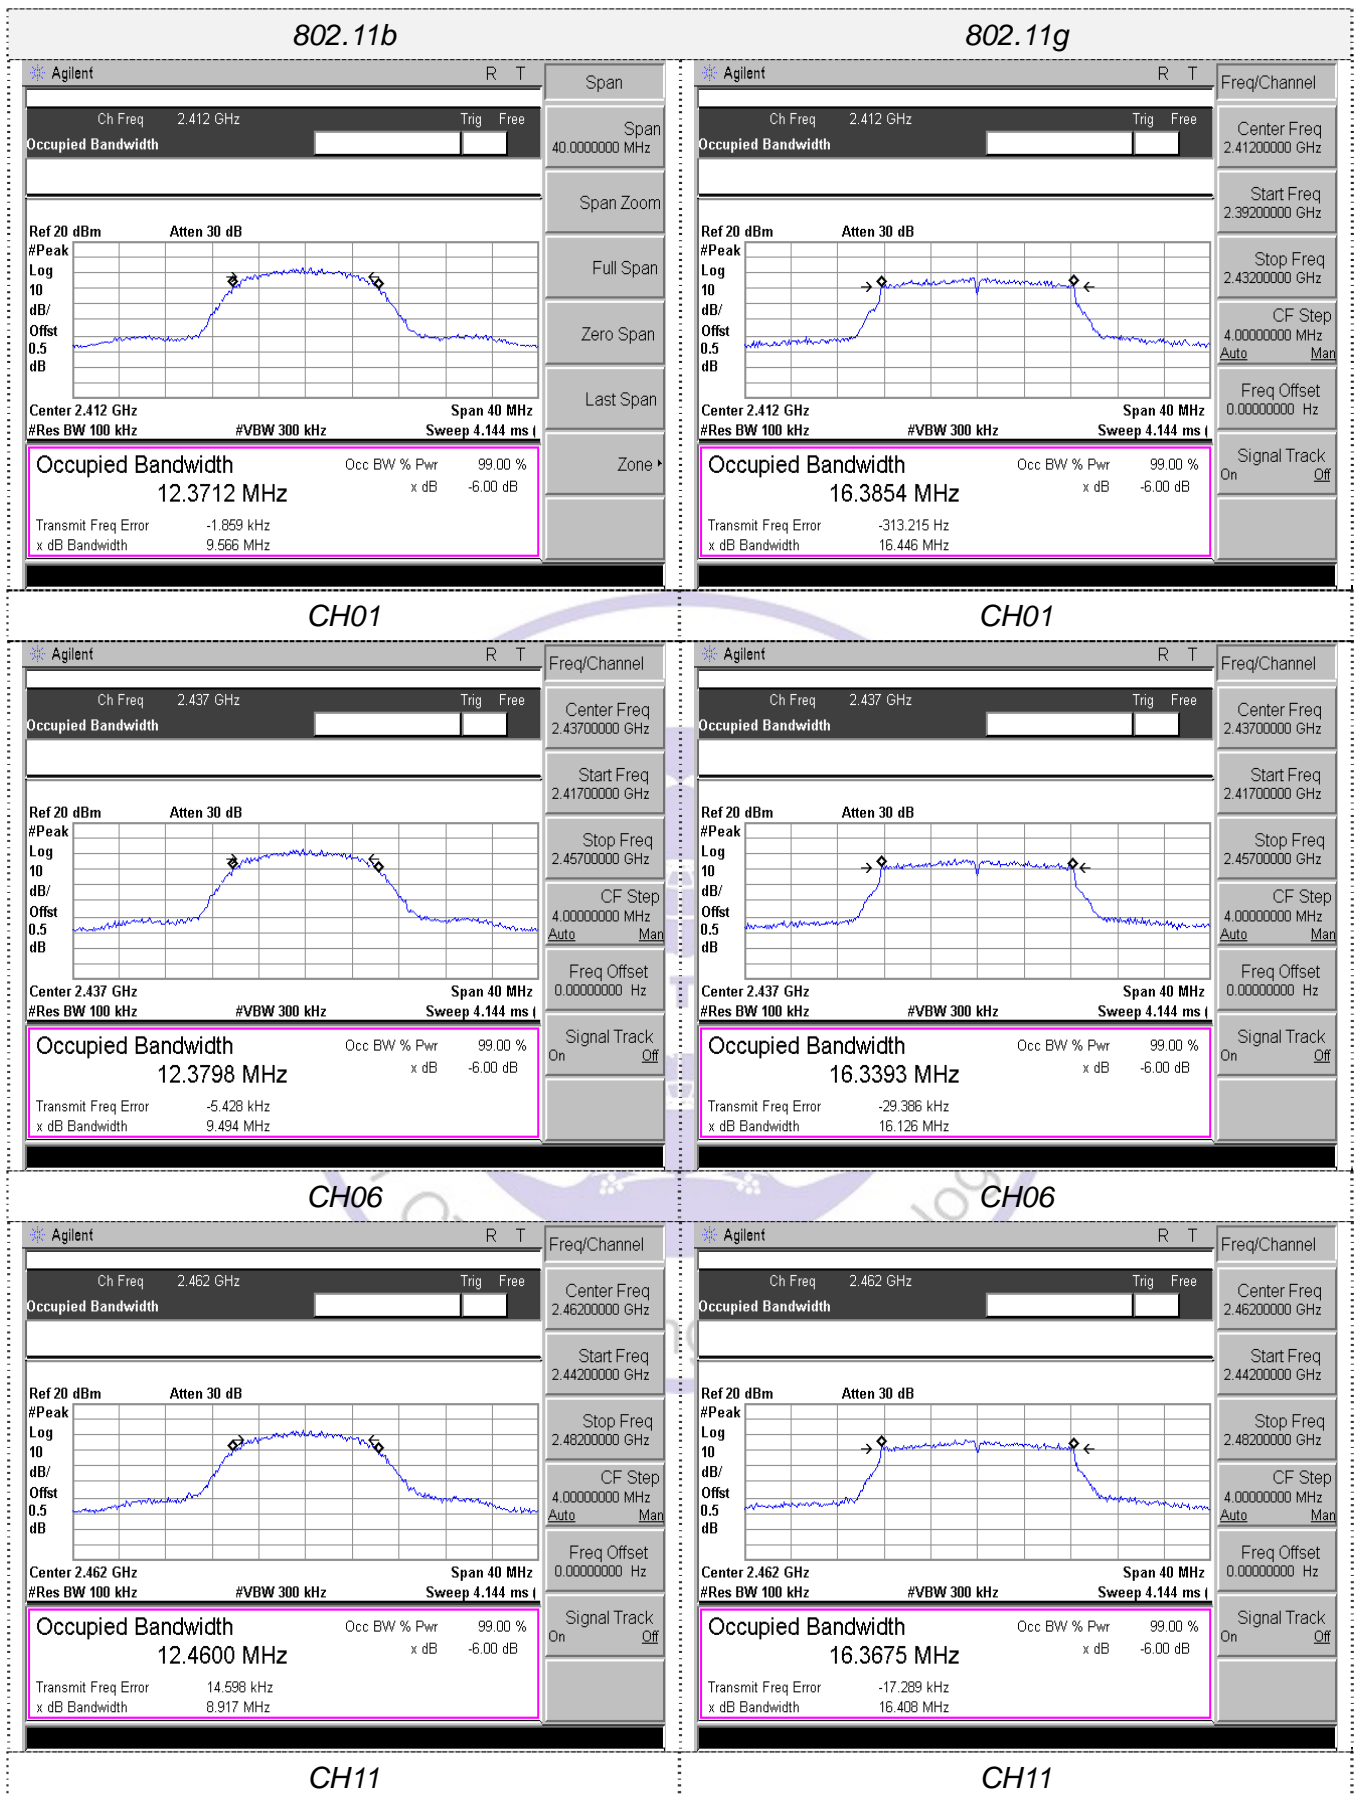 802.11b
802.11g
Agilent R T
Ch Freq 2.412 GHz Trig Free
Occupied Bandwidth
Ref 20 dBm Atten 30 dB
#Peak
Log
10
dB/
Offst
0.5
dB
Center 2.412 GHz Span 40 MHz
#Res BW 100 kHz #VBW 300 kHz Sweep 4.144 ms (
Occupied Bandwidth Occ BW % Pwr 99.00 %
12.3712 MHz x dB -6.00 dB
Transmit Freq Error -1.859 kHz
x dB Bandwidth 9.566 MHz
Span
Span
40.0000000 MHz
Span Zoom
Full Span
Zero Span
Last Span
Zone
Agilent R T
Ch Freq 2.412 GHz Trig Free
Occupied Bandwidth
Ref 20 dBm Atten 30 dB
#Peak
Log
10
dB/
Offst
0.5
dB
Center 2.412 GHz Span 40 MHz
#Res BW 100 kHz #VBW 300 kHz Sweep 4.144 ms (
Occupied Bandwidth Occ BW % Pwr 99.00 %
16.3854 MHz x dB -6.00 dB
Transmit Freq Error -313.215 Hz
x dB Bandwidth 16.446 MHz
Freq/Channel
Center Freq
2.41200000 GHz
Start Freq
2.39200000 GHz
Stop Freq
2.43200000 GHz
CF Step
4.00000000 MHz
Auto Man
Freq Offset
0.00000000 Hz
Signal Track
On Off
CH01
CH01
Agilent R T
Ch Freq 2.437 GHz Trig Free
Occupied Bandwidth
Ref 20 dBm Atten 30 dB
#Peak
Log
10
dB/
Offst
0.5
dB
Center 2.437 GHz Span 40 MHz
#Res BW 100 kHz #VBW 300 kHz Sweep 4.144 ms (
Occupied Bandwidth Occ BW % Pwr 99.00 %
12.3798 MHz x dB -6.00 dB
Transmit Freq Error -5.428 kHz
x dB Bandwidth 9.494 MHz
Freq/Channel
Center Freq
2.43700000 GHz
Start Freq
2.41700000 GHz
Stop Freq
2.45700000 GHz
CF Step
4.00000000 MHz
Auto Man
Freq Offset
0.00000000 Hz
Signal Track
On Off
Agilent R T
Ch Freq 2.437 GHz Trig Free
Occupied Bandwidth
Ref 20 dBm Atten 30 dB
#Peak
Log
10
dB/
Offst
0.5
dB
Center 2.437 GHz Span 40 MHz
#Res BW 100 kHz #VBW 300 kHz Sweep 4.144 ms (
Occupied Bandwidth Occ BW % Pwr 99.00 %
16.3393 MHz x dB -6.00 dB
Transmit Freq Error -29.386 kHz
x dB Bandwidth 16.126 MHz
Freq/Channel
Center Freq
2.43700000 GHz
Start Freq
2.41700000 GHz
Stop Freq
2.45700000 GHz
CF Step
4.00000000 MHz
Auto Man
Freq Offset
0.00000000 Hz
Signal Track
On Off
CH06
CH06
Agilent R T
Ch Freq 2.462 GHz Trig Free
Occupied Bandwidth
Ref 20 dBm Atten 30 dB
#Peak
Log
10
dB/
Offst
0.5
dB
Center 2.462 GHz Span 40 MHz
#Res BW 100 kHz #VBW 300 kHz Sweep 4.144 ms (
Occupied Bandwidth Occ BW % Pwr 99.00 %
12.4600 MHz x dB -6.00 dB
Transmit Freq Error 14.598 kHz
x dB Bandwidth 8.917 MHz
Freq/Channel
Center Freq
2.46200000 GHz
Start Freq
2.44200000 GHz
Stop Freq
2.48200000 GHz
CF Step
4.00000000 MHz
Auto Man
Freq Offset
0.00000000 Hz
Signal Track
On Off
Agilent R T
Ch Freq 2.462 GHz Trig Free
Occupied Bandwidth
Ref 20 dBm Atten 30 dB
#Peak
Log
10
dB/
Offst
0.5
dB
Center 2.462 GHz Span 40 MHz
#Res BW 100 kHz #VBW 300 kHz Sweep 4.144 ms (
Occupied Bandwidth Occ BW % Pwr 99.00 %
16.3675 MHz x dB -6.00 dB
Transmit Freq Error -17.289 kHz
x dB Bandwidth 16.408 MHz
Freq/Channel
Center Freq
2.46200000 GHz
Start Freq
2.44200000 GHz
Stop Freq
2.48200000 GHz
CF Step
4.00000000 MHz
Auto Man
Freq Offset
0.00000000 Hz
Signal Track
On Off
CH11
CH11